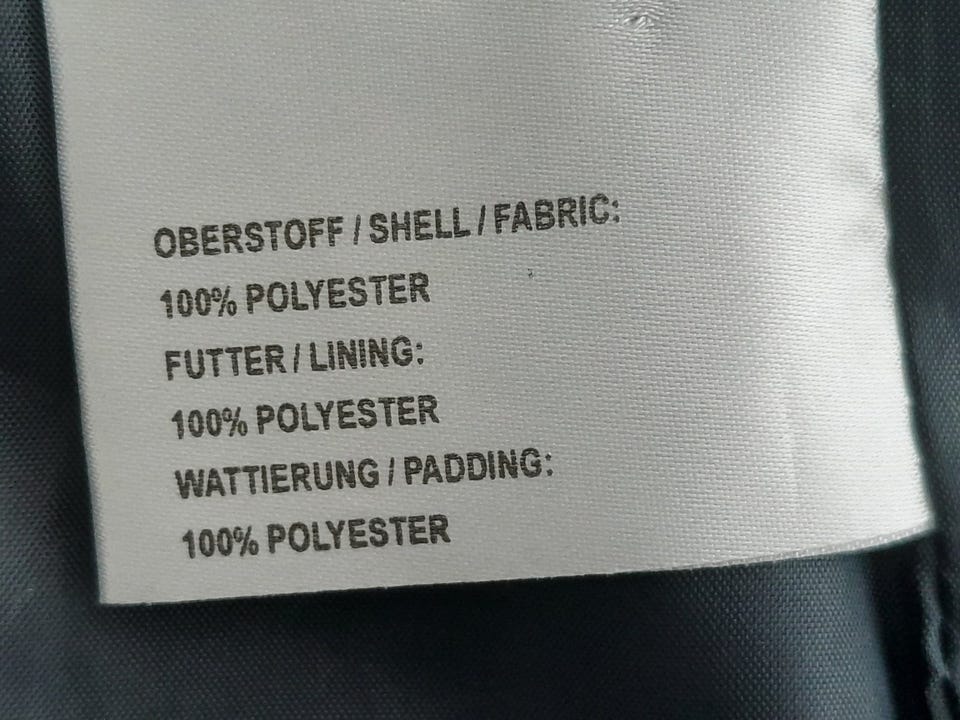 OBERSTOFF / SHELL / FABRIC:
100% POLYESTER
FUTTER / LINING:
100% POLYESTER
WATTIERUNG / PADDING:
100% POLYESTER